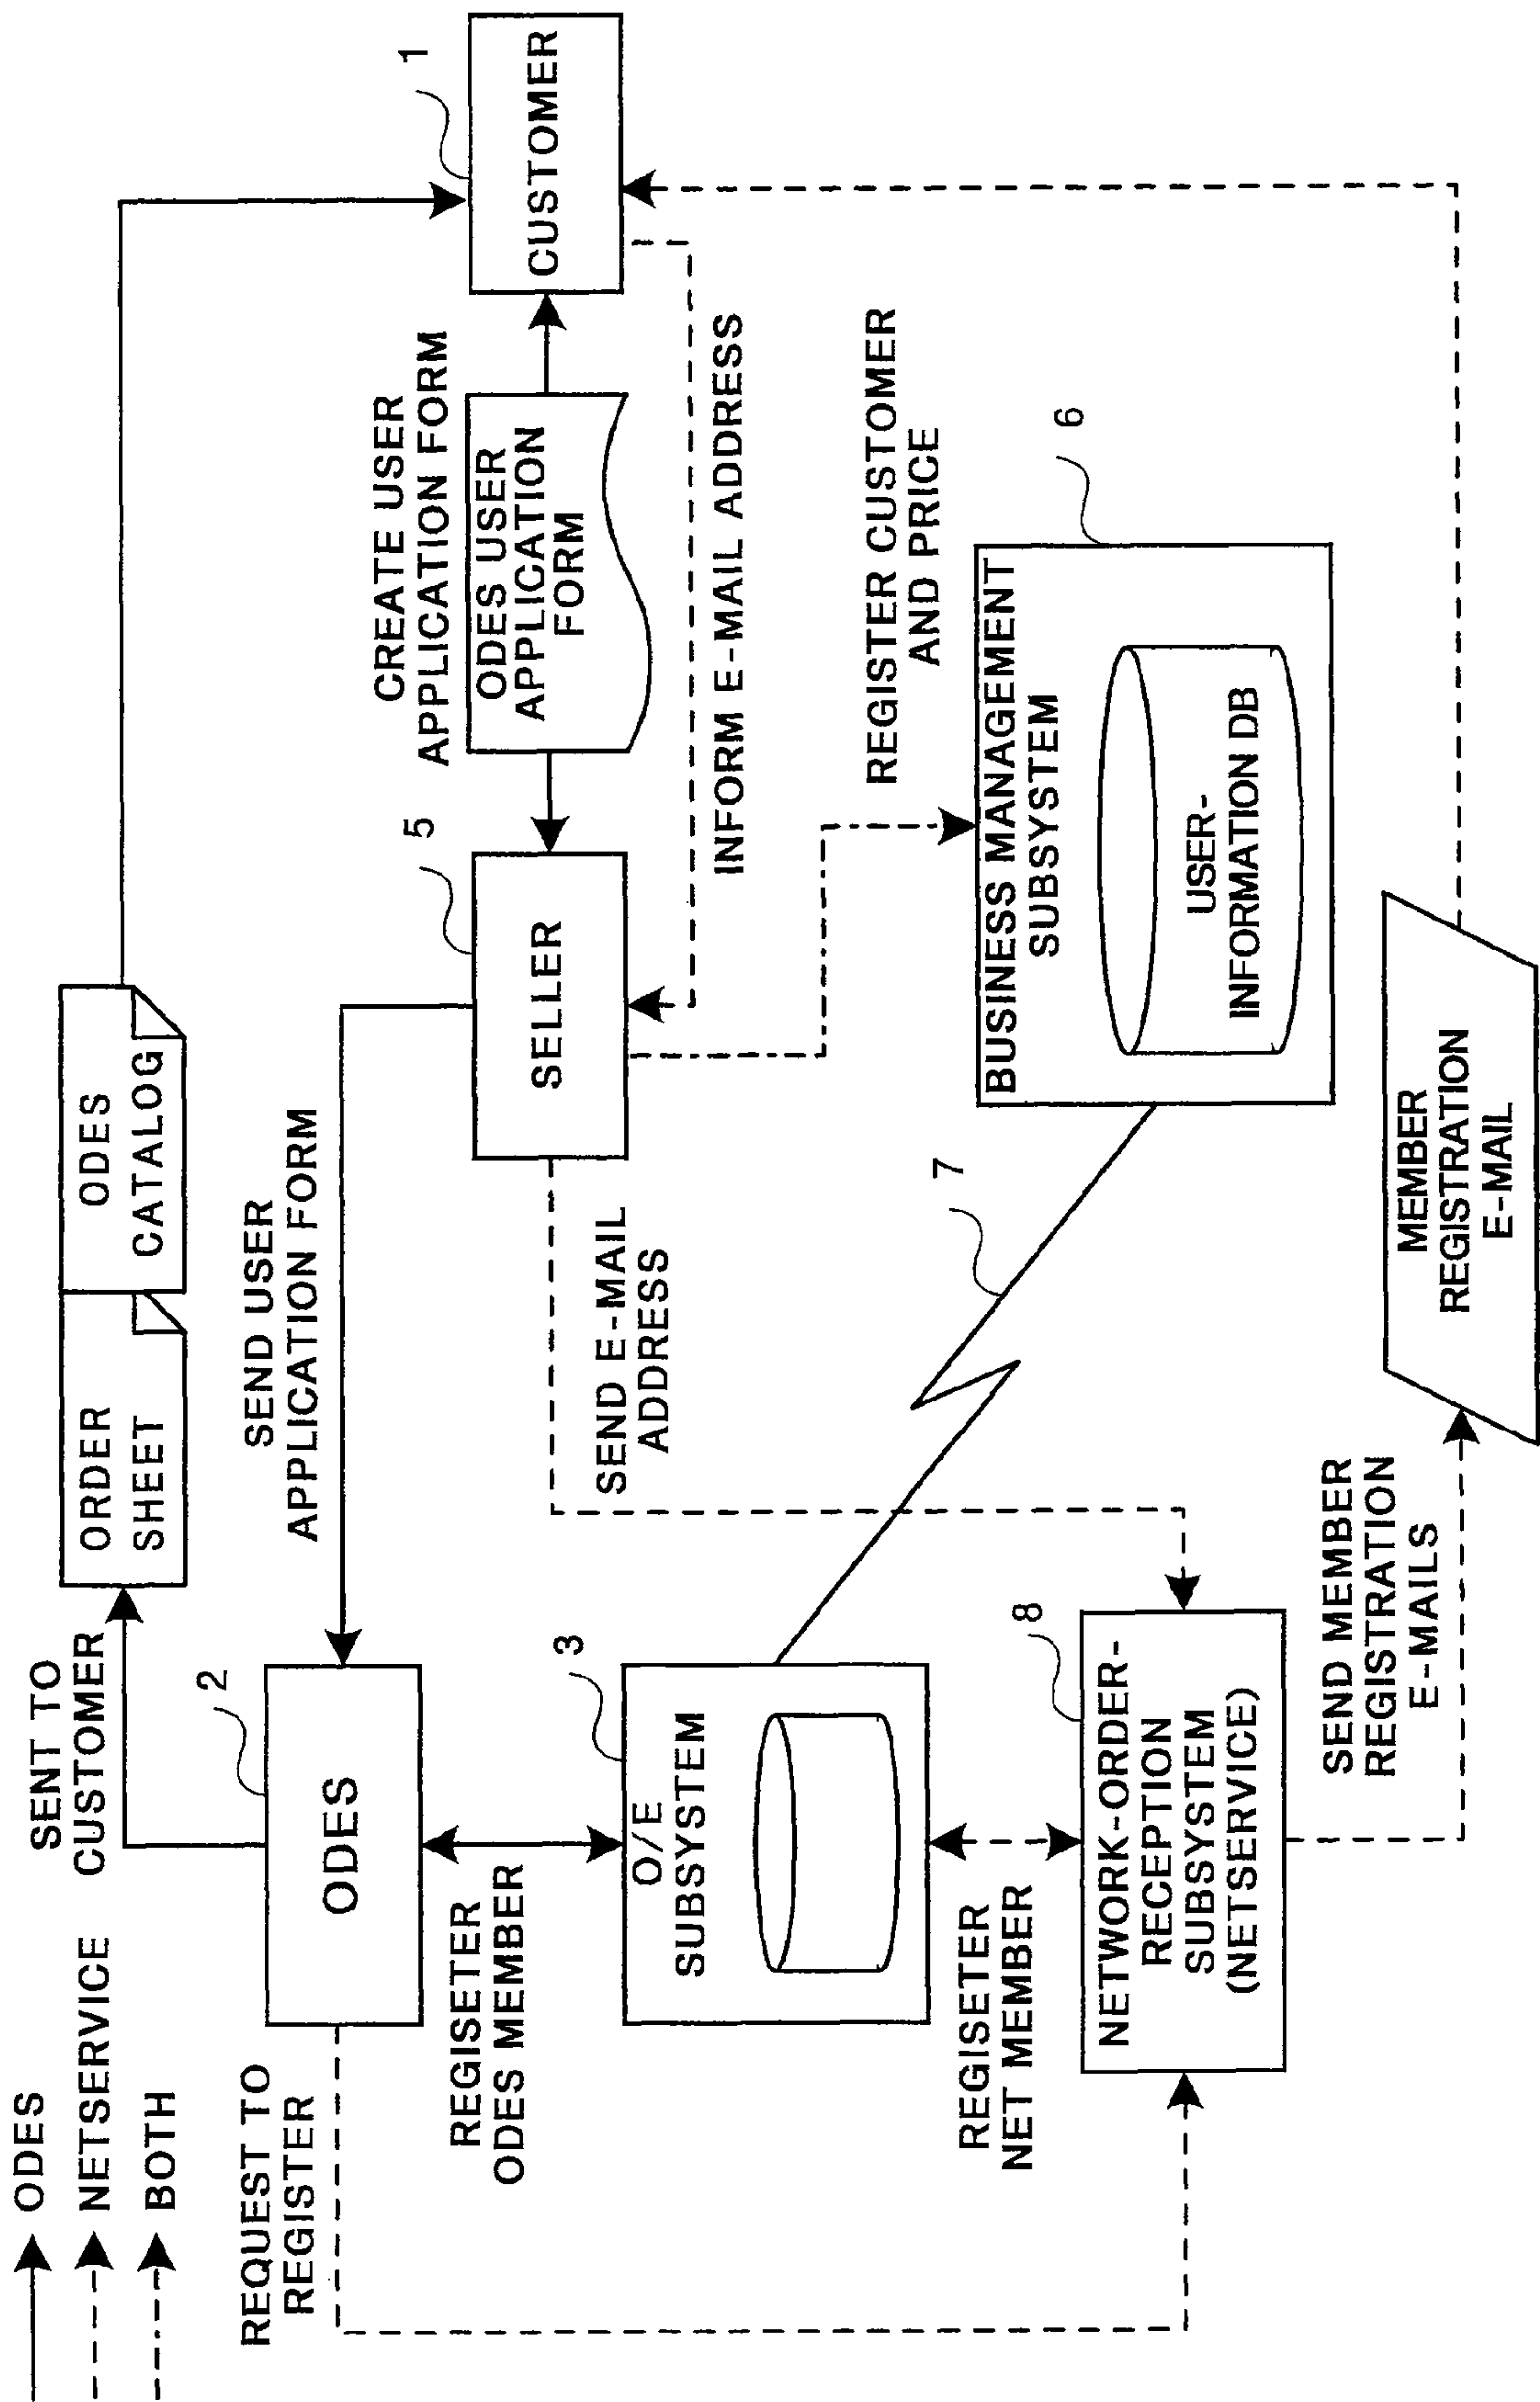 ODES
NETSERVICE
BOTH
SENT TO
CUSTOMER
ORDER
SHEET
ODES
CATALOG
REQUEST TO
REGISTER
2
ODES
SEND USER
APPLICATION FORM
5
SELLER
CREATE USER
APPLICATION FORM
ODES USER
APPLICATION
FORM
1
CUSTOMER
REGISETER
ODES MEMBER
3
O/E
SUBSYSTEM
SEND E-MAIL
ADDRESS
INFORM E-MAIL ADDRESS
REGISTER CUSTOMER
AND PRICE
7
6
BUSINESS MANAGEMENT
SUBSYSTEM
USER-
INFORMATION DB
REGISETER
NET MEMBER
8
NETWORK-ORDER-
RECEPTION
SUBSYSTEM
(NETSERVICE)
SEND MEMBER
REGISTRATION
E-MAILS
MEMBER
REGISTRATION
E-MAIL